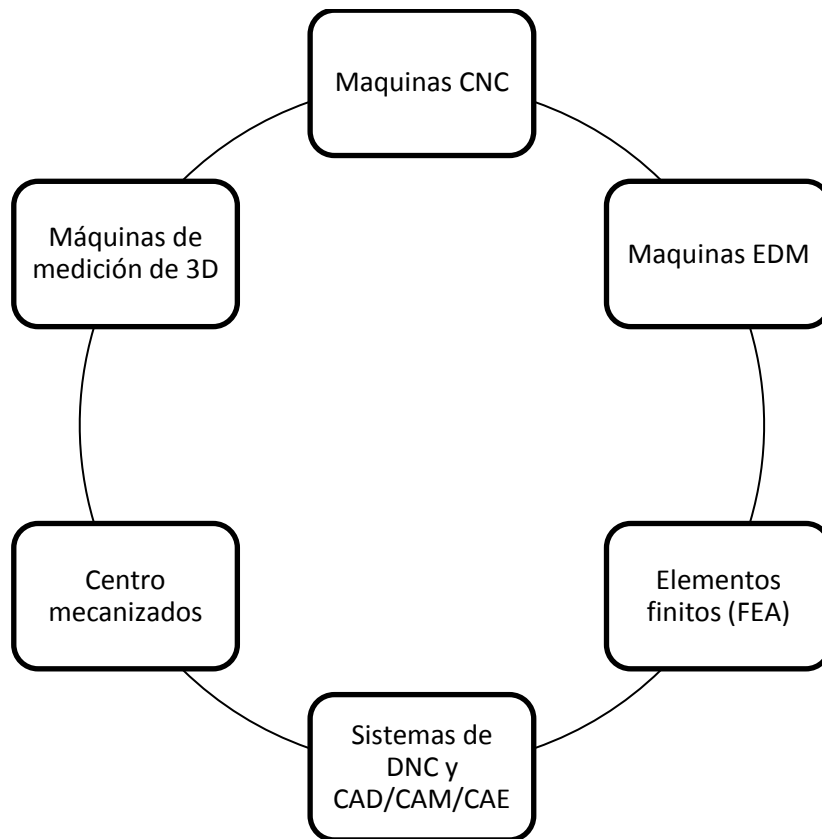 Maquinas CNC
Maquinas EDM
Elementos
finitos (FEA)
Sistemas de
DNC y
CAD/CAM/CAE
Centro
mecanizados
Máquinas de
medición de 3D